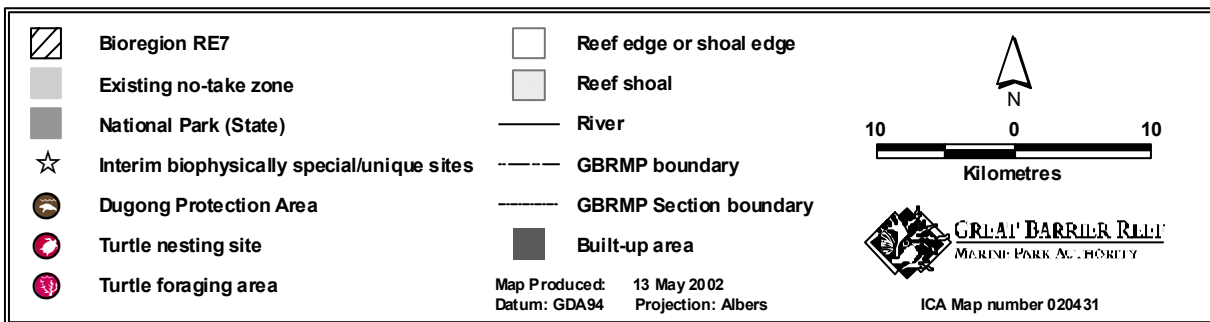 Bioregion RE7
Existing no-take zone
National Park (State)
Interim biophysically special/unique sites
Dugong Protection Area
Turtle nesting site
Turtle foraging area
Reef edge or shoal edge
Reef shoal
River
GBRMP boundary
GBRMP Section boundary
Built-up area
Map Produced: 13 May 2002
Datum: GDA94 Projection: Albers
N
10 0 10
Kilometres
GREAT BARRIER REEF
MARINE PARK AUTHORITY
ICA Map number 020431